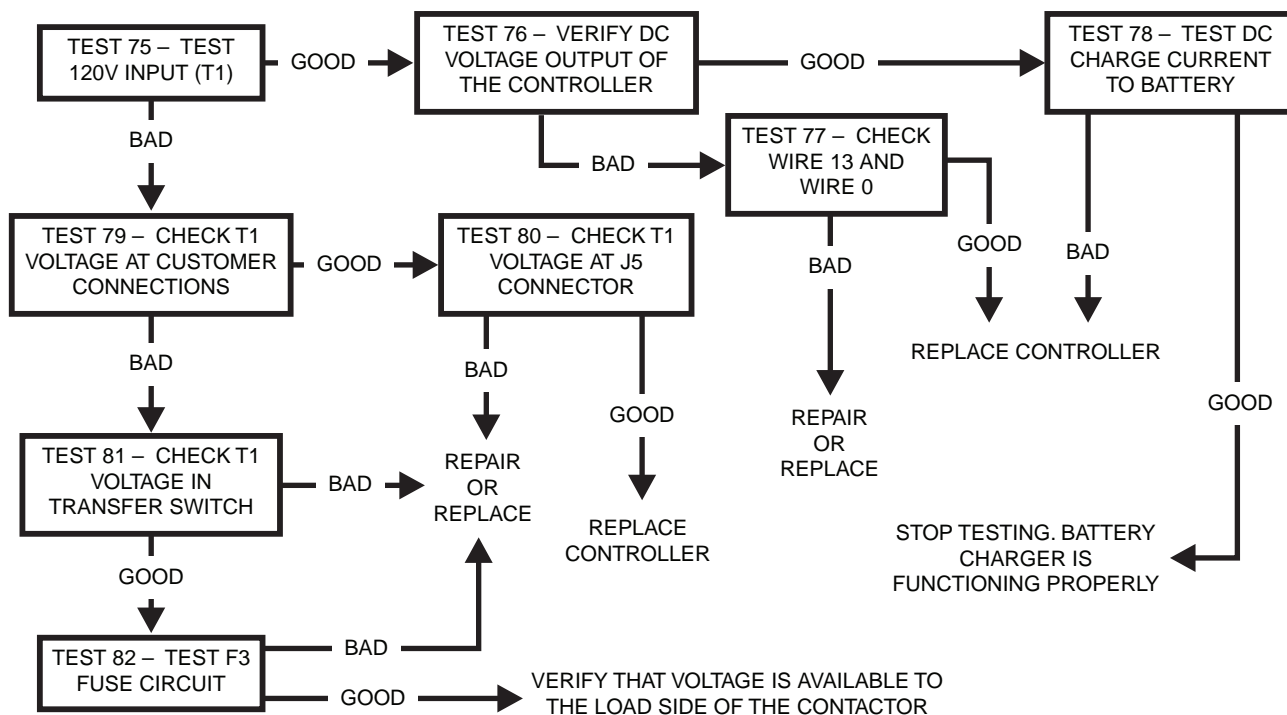 TEST 75 – TEST
120V INPUT (T1)
GOOD
TEST 76 – VERIFY DC
VOLTAGE OUTPUT OF
THE CONTROLLER
GOOD
TEST 78 – TEST DC
CHARGE CURRENT
TO BATTERY
BAD
BAD
TEST 77 – CHECK
WIRE 13 AND
WIRE 0
TEST 79 – CHECK T1
VOLTAGE AT CUSTOMER
CONNECTIONS
GOOD
TEST 80 – CHECK T1
VOLTAGE AT J5
CONNECTOR
BAD
GOOD
BAD
REPLACE CONTROLLER
BAD
BAD
GOOD
GOOD
REPAIR
OR
REPLACE
TEST 81 – CHECK T1
VOLTAGE IN
TRANSFER SWITCH
BAD
REPAIR
OR
REPLACE
REPLACE
CONTROLLER
STOP TESTING. BATTERY
CHARGER IS
FUNCTIONING PROPERLY
GOOD
TEST 82 – TEST F3
FUSE CIRCUIT
BAD
GOOD
VERIFY THAT VOLTAGE IS AVAILABLE TO
THE LOAD SIDE OF THE CONTACTOR